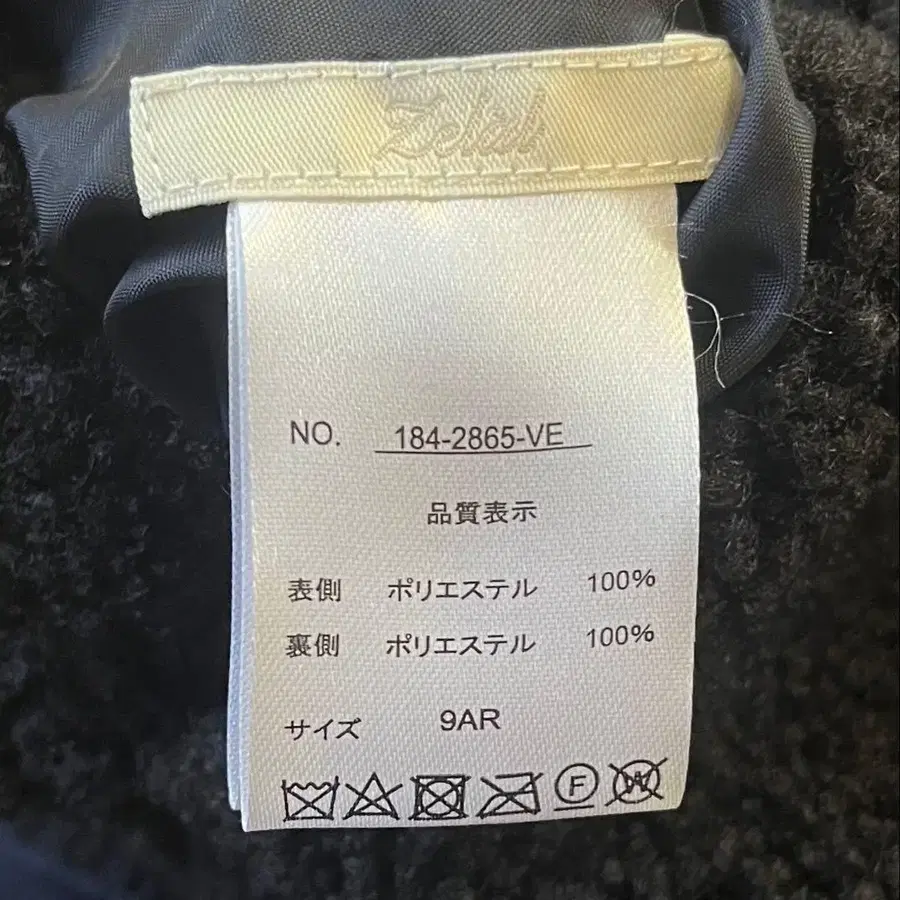 NO. 184-2865-VE
品質表示
表側 ポリエステル 100%
裏側 ポリエステル 100%
サイズ 9AR
F W